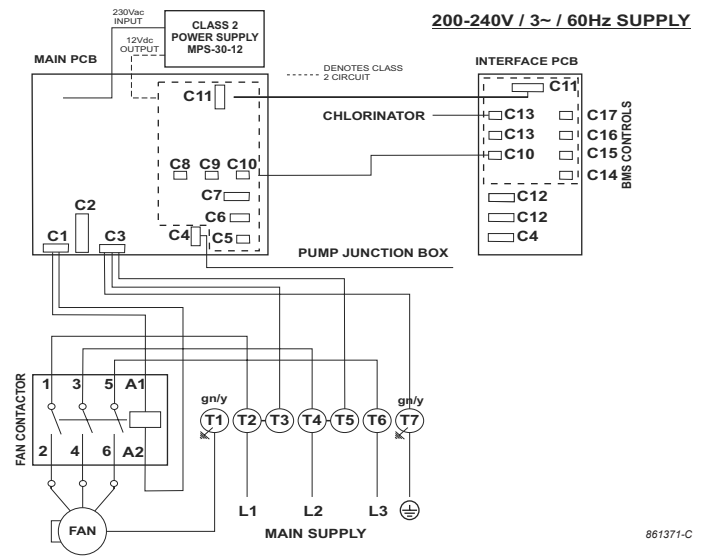 200-240V / 3~ / 60Hz SUPPLY
230Vac
INPUT
12Vdc
OUTPUT
CLASS 2
POWER SUPPLY
MPS-30-12
MAIN PCB
DENOTES CLASS
2 CIRCUIT
INTERFACE PCB
C11
C11
CHLORINATOR
C13
C17
C13
C16
C8
C9
C10
C10
C15
C14
BMS CONTROLS
C7
C12
C2
C6
C12
C1
C3
C4
C5
C4
PUMP JUNCTION BOX
FAN CONTACTOR
1
3
5
A1
2
4
6
A2
gn/y
gn/y
T1
T2
T3
T4
T5
T6
T7
L1
L2
L3
FAN
MAIN SUPPLY
861371-C